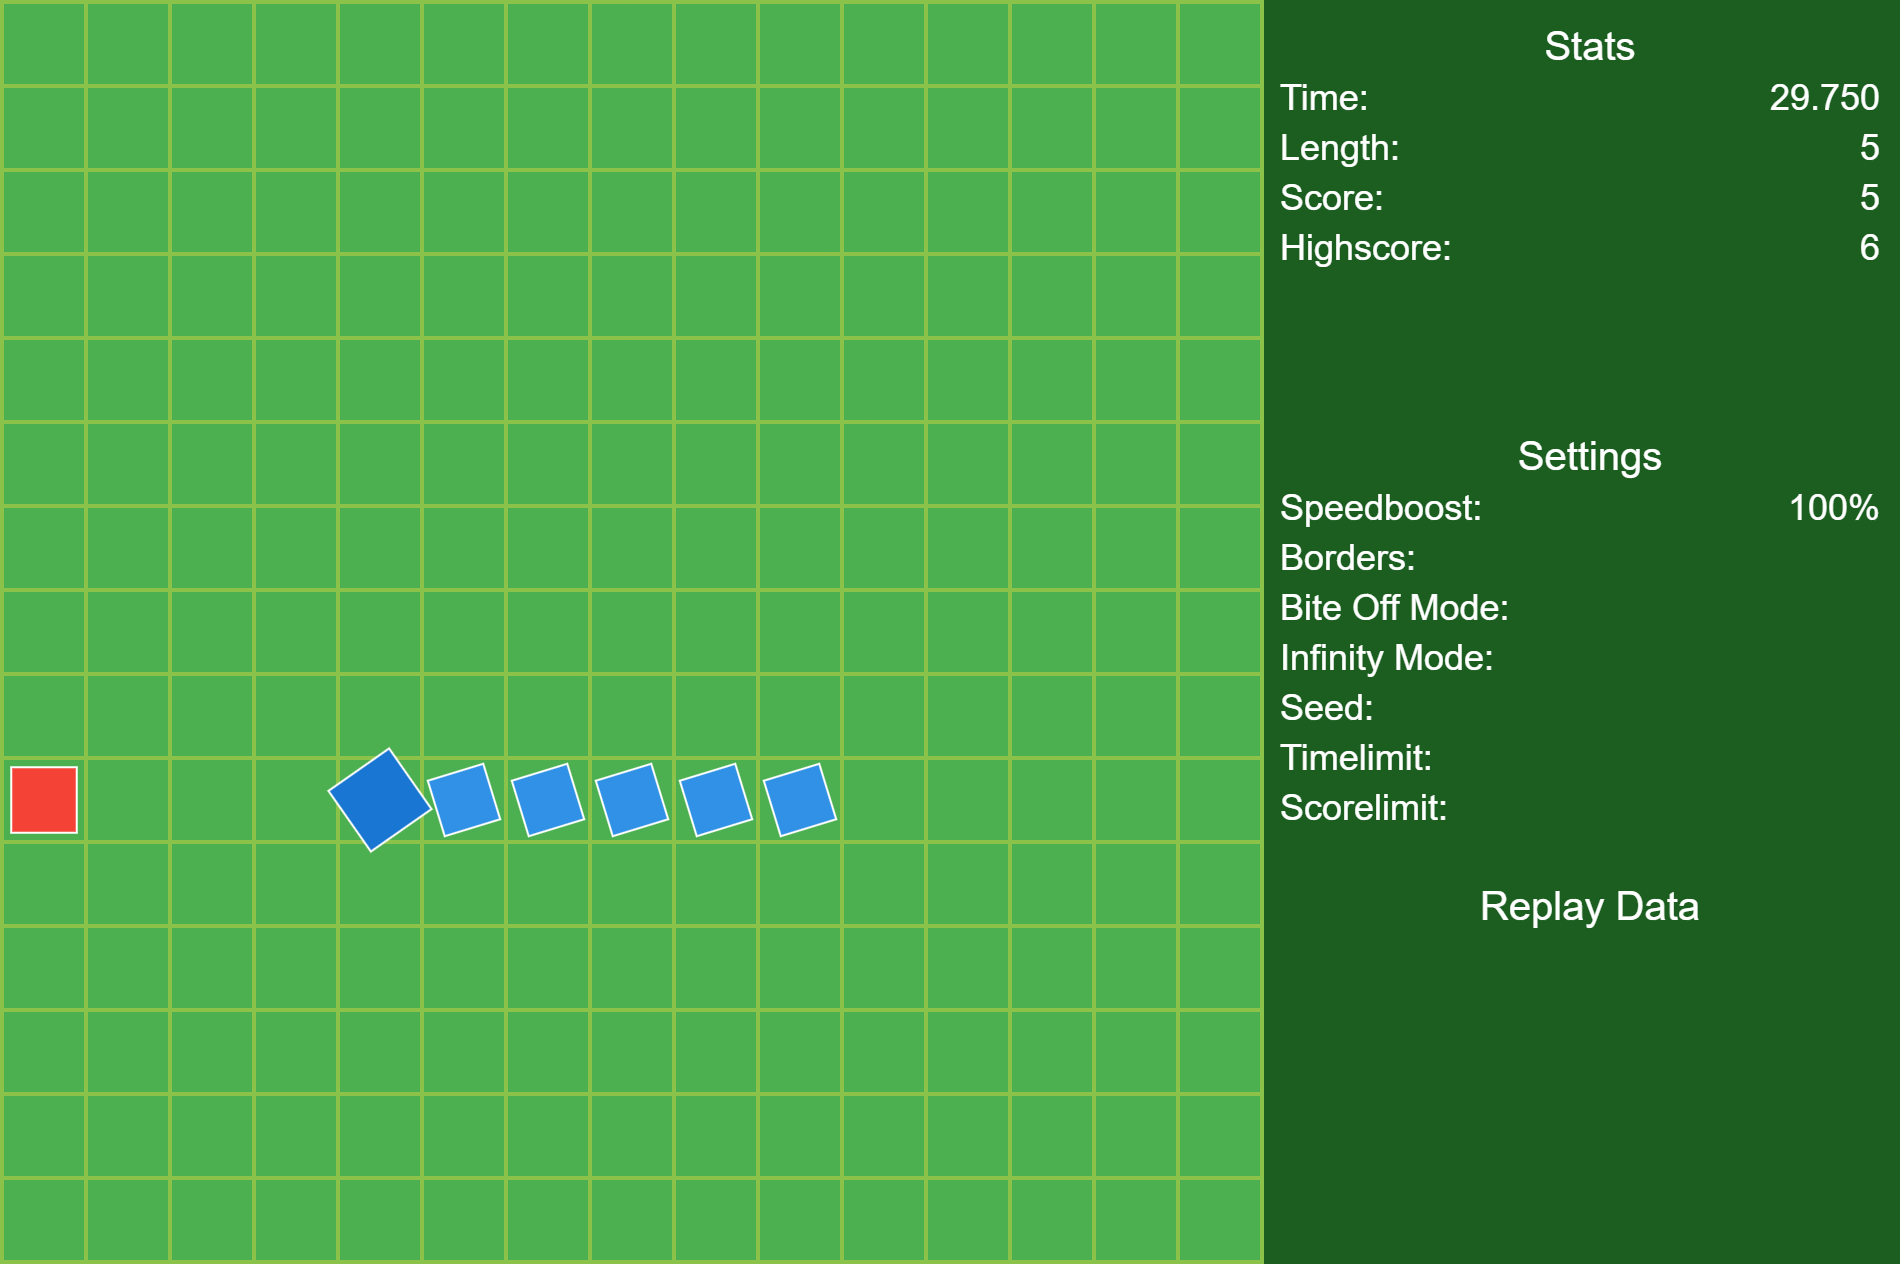 Stats
Time: 29.750
Length: 5
Score: 5
Highscore: 6
Settings
Speedboost: 100%
Borders:
Bite Off Mode:
Infinity Mode:
Seed:
Timelimit:
Scorelimit:
Replay Data